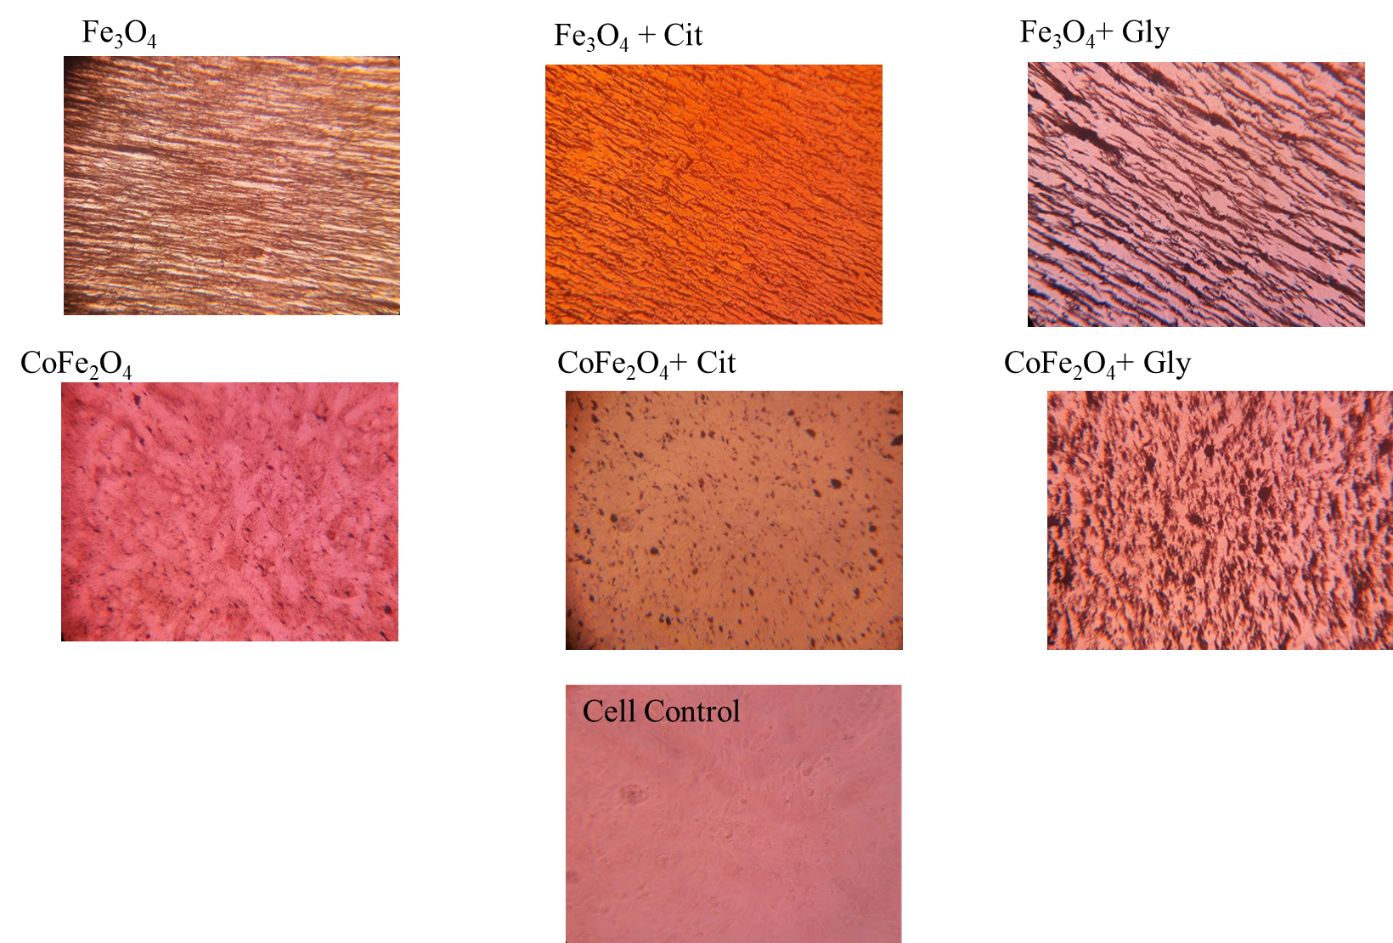 Fe₃O₄
Fe₃O₄ + Cit
Fe₃O₄+ Gly
CoFe₂O₄
CoFe₂O₄+ Cit
CoFe₂O₄+ Gly
Cell Control